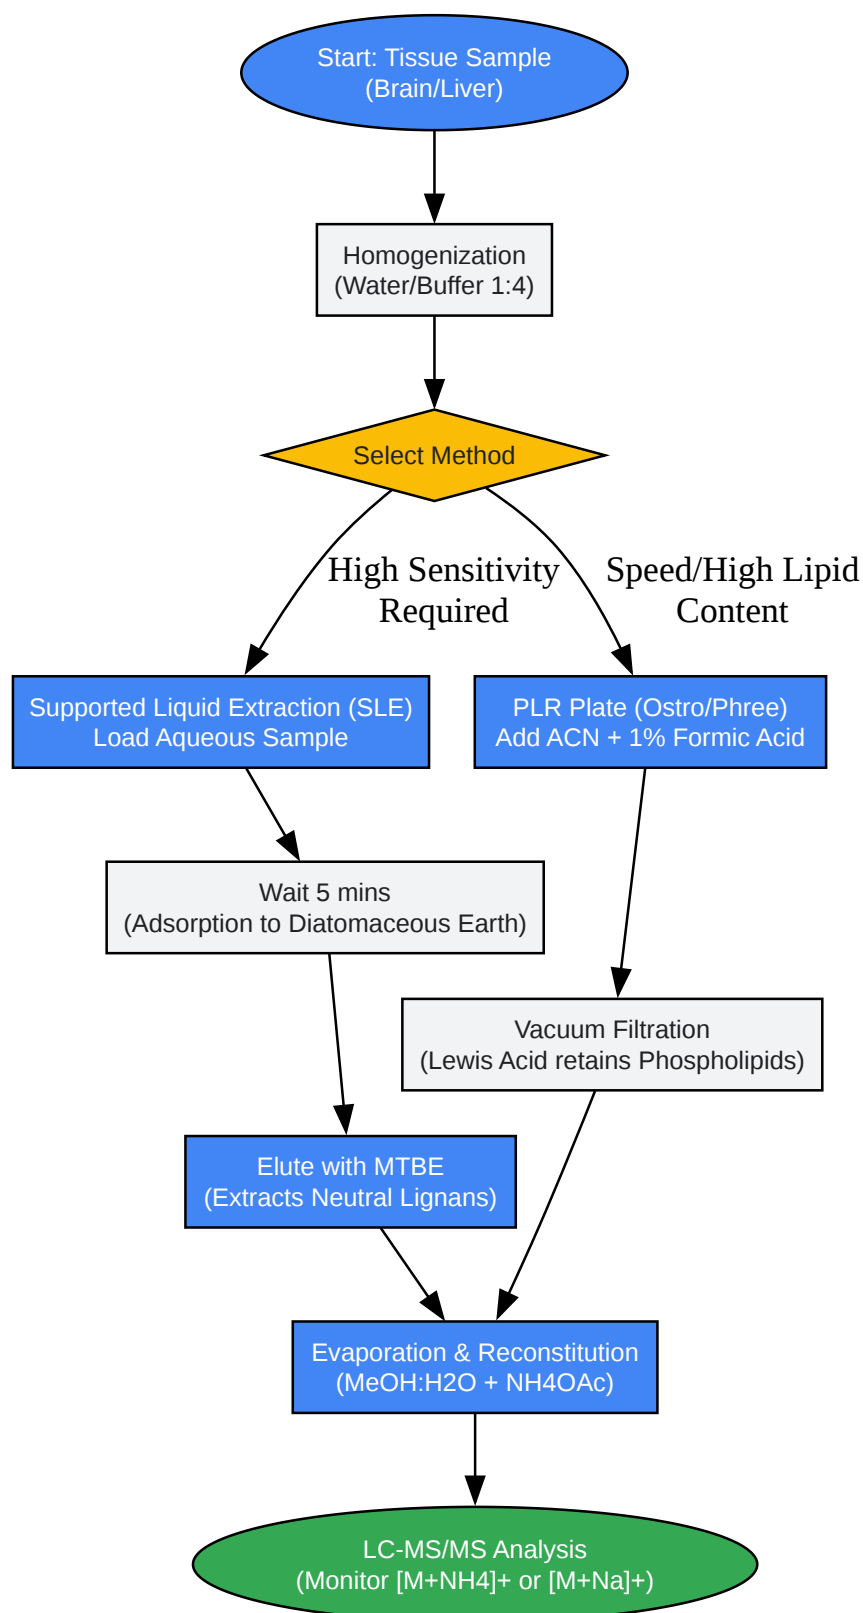 Start: Tissue Sample
(Brain/Liver)
Homogenization
(Water/Buffer 1:4)
Select Method
High Sensitivity
Required
Speed/High Lipid
Content
Supported Liquid Extraction (SLE)
Load Aqueous Sample
PLR Plate (Ostro/Phree)
Add ACN + 1% Formic Acid
Wait 5 mins
(Adsorption to Diatomaceous Earth)
Vacuum Filtration
(Lewis Acid retains Phospholipids)
Elute with MTBE
(Extracts Neutral Lignans)
Evaporation & Reconstitution
(MeOH:H2O + NH4OAc)
LC-MS/MS Analysis
(Monitor [M+NH4]+ or [M+Na]+)